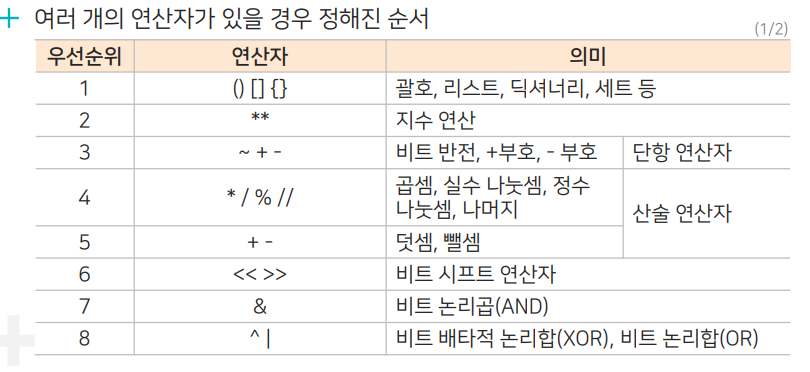 + 여러 개의 연산자가 있을 경우 정해진 순서
(1/2)
우선순위 연산자 의미
1 () [] {} 괄호, 리스트, 딕셔너리, 세트 등
2 ** 지수 연산
3 ~ + - 비트 반전, +부호, - 부호 단항 연산자
4 * / % // 곱셈, 실수 나눗셈, 정수
나눗셈, 나머지
산술 연산자
5 + - 덧셈, 뺄셈
6 << >> 비트 시프트 연산자
7 & 비트 논리곱(AND)
8 ^ | 비트 배타적 논리합(XOR), 비트 논리합(OR)